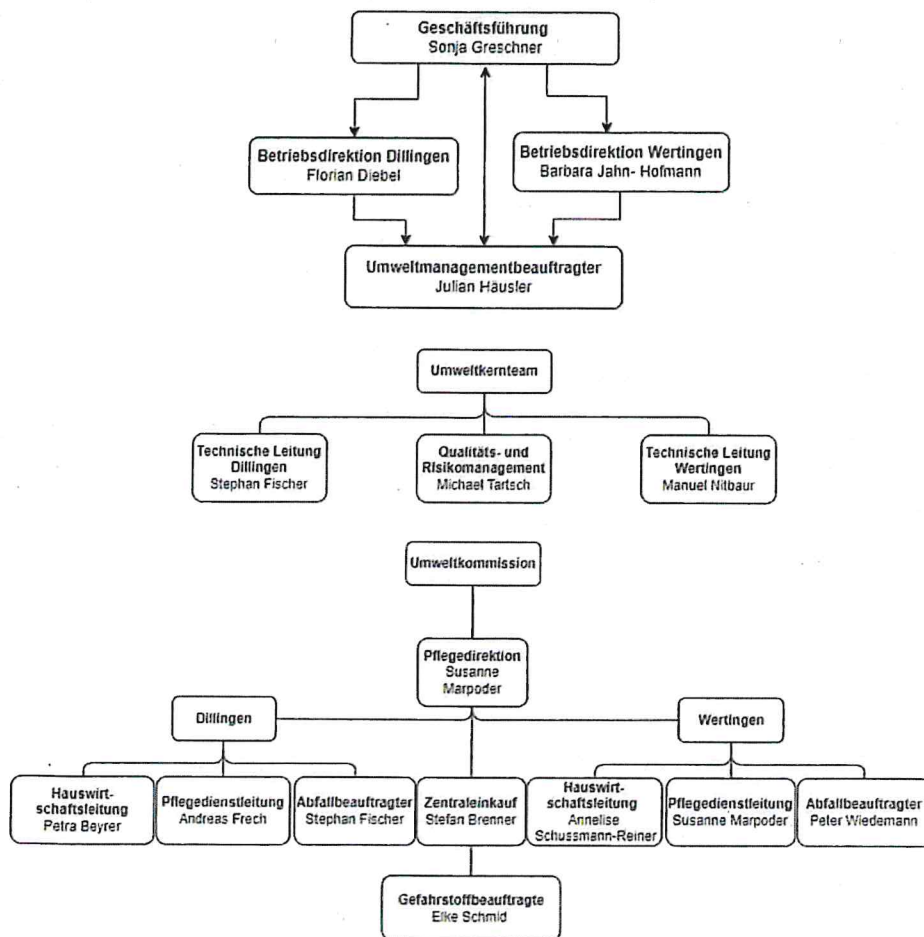 Geschäftsführung
Sonja Greschner
Betriebsdirektion Dillingen
Florian Diebel
Betriebsdirektion Wertingen
Barbara Jahn- Hofmann
Umweltmanagementbeauftragter
Julian Häusler
Umweltkernteam
Technische Leitung
Dillingen
Stephan Fischer
Qualitäts- und
Risikomanagement
Michael Tartsch
Technische Leitung
Wertingen
Manuel Nitbaur
Umweltkommission
Pflegedirektion
Susanne
Marpoder
Dillingen
Wertingen
Hauswirt-
schaftsleitung
Petra Beyrer
Pflegedienstleitung
Andreas Frech
Abfallbeauftragter
Stephan Fischer
Zentraleinkauf
Stefan Brenner
Hauswirt-
schaftsleitung
Annelise
Schussmann-Reiner
Pflegedienstleitung
Susanne Marpoder
Abfallbeauftragter
Peter Wiedemann
Gefahrstoffbeauftragte
Elke Schmid